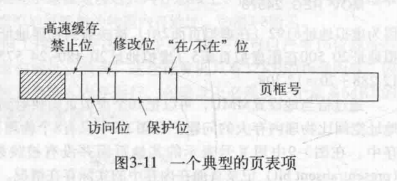 高速缓存
禁止位
修改位
“在/不在”位
页框号
访问位
保护位
图3-11 一个典型的页表项